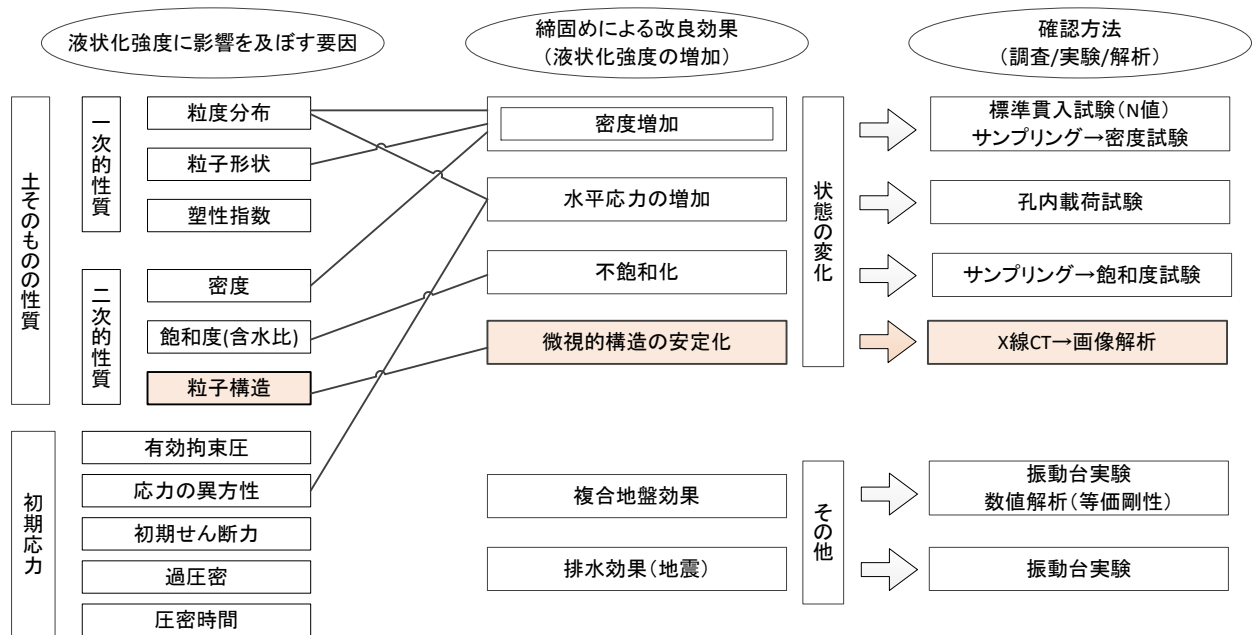 液状化強度に影響を及ぼす要因
締固めによる改良効果
(液状化強度の増加)
確認方法
(調査/実験/解析)
土そのものの性質
一次的性質
粒度分布
粒子形状
塑性指数
二次的性質
密度
飽和度(含水比)
粒子構造
初期応力
有効拘束圧
応力の異方性
初期せん断力
過圧密
圧密時間
密度増加
水平応力の増加
不飽和化
微視的構造の安定化
複合地盤効果
排水効果(地震)
状態の変化
その他
標準貫入試験(N値)
サンプリング→密度試験
孔内載荷試験
サンプリング→飽和度試験
X線CT→画像解析
振動台実験
数値解析(等価剛性)
振動台実験